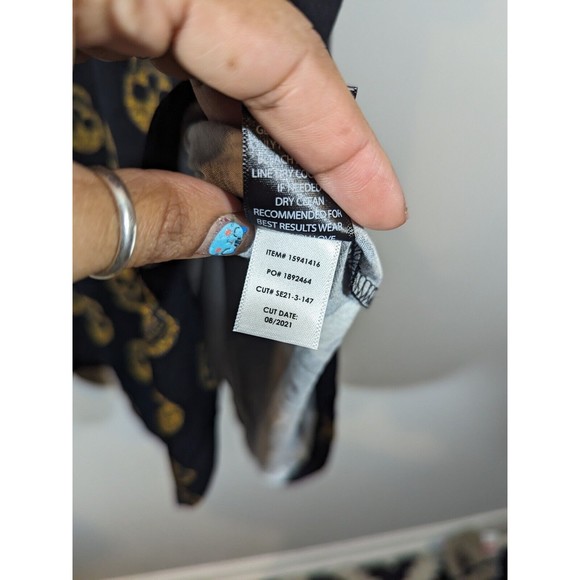 LINE DRY
IF NEEDED
DRY CLEAN
RECOMMENDED FOR
BEST RESULTS WEAR
ITEM# 15941416
PO# 1892464
CUT# SE21-3-147
CUT DATE:
08/2021